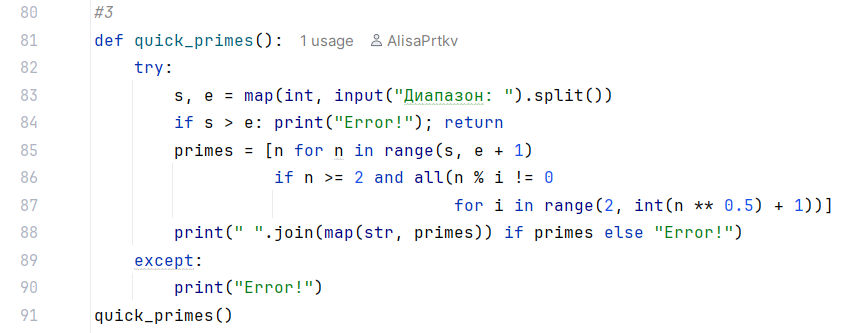 80 #3
81 def quick_primes(): 1 usage AlisaPrtkv
82     try:
83         s, e = map(int, input("Диапазон: ").split())
84         if s > e: print("Error!"); return
85         primes = [n for n in range(s, e + 1)
86                   if n >= 2 and all(n % i != 0
87                                     for i in range(2, int(n ** 0.5) + 1))]
88         print(" ".join(map(str, primes)) if primes else "Error!")
89     except:
90         print("Error!")
91 quick_primes()